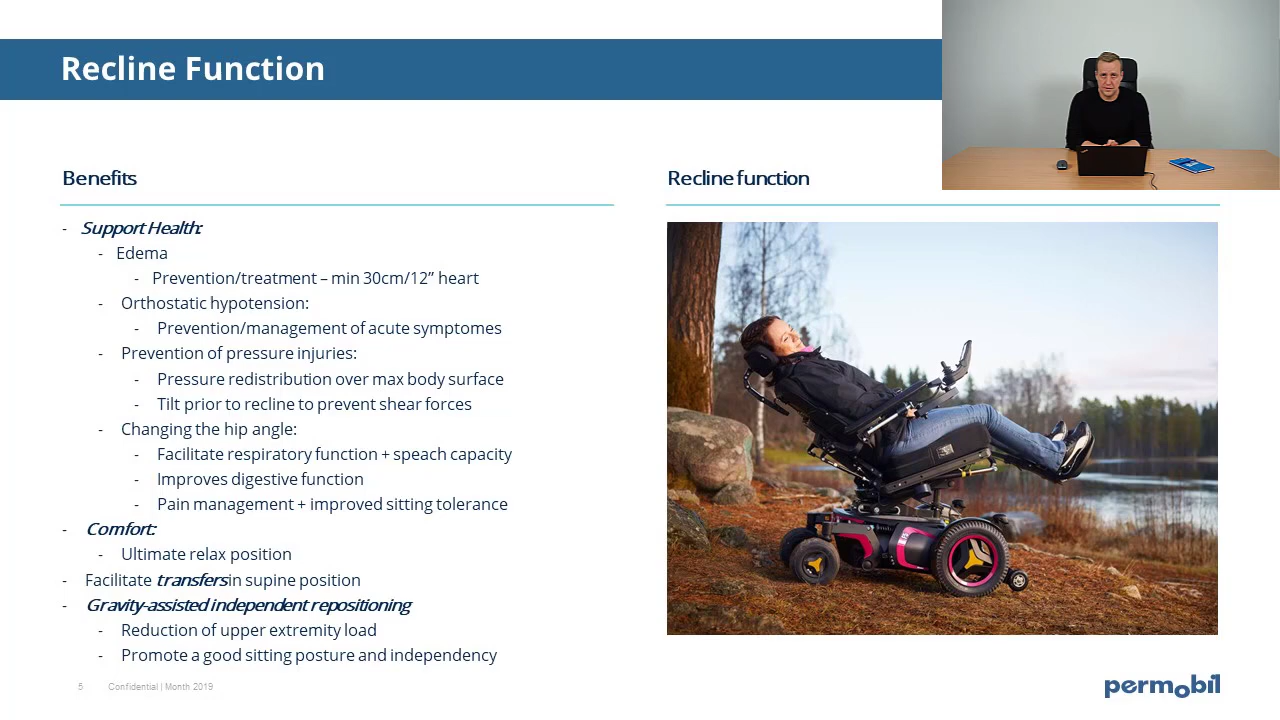 Recline Function
Benefits
- Support Health:
- Edema
- Prevention/treatment – min 30cm/12” heart
- Orthostatic hypotension:
- Prevention/management of acute symptomes
- Prevention of pressure injuries:
- Pressure redistribution over max body surface
- Tilt prior to recline to prevent shear forces
- Changing the hip angle:
- Facilitate respiratory function + speach capacity
- Improves digestive function
- Pain management + improved sitting tolerance
- Comfort:
- Ultimate relax position
- Facilitate transfers in supine position
- Gravity-assisted independent repositioning
- Reduction of upper extremity load
- Promote a good sitting posture and independency
Recline function
5 Confidential | Month 2019
permobil